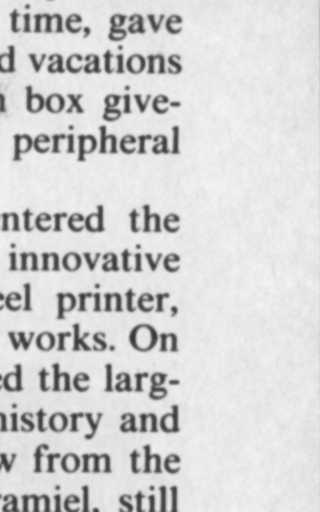 time, gave
d vacations
box give-
peripheral
ntered the
innovative
eel printer,
works. On
ed the larg-
history and
w from the
amiel, still